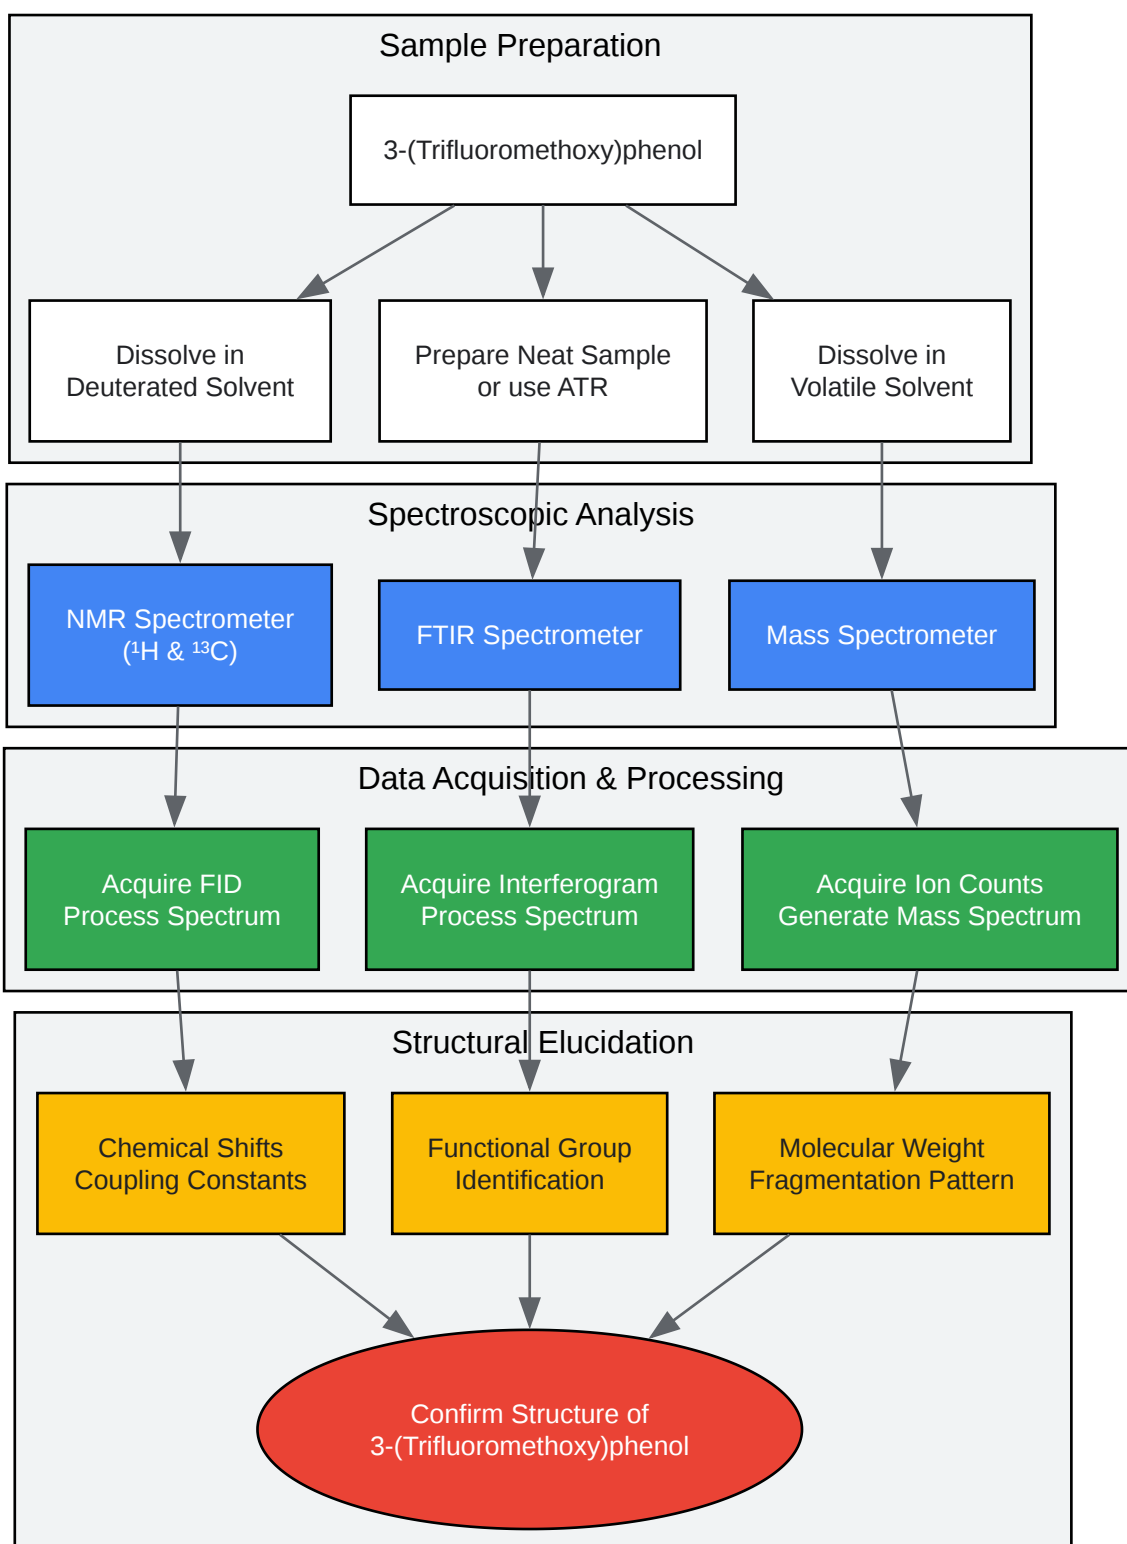 Sample Preparation
3-(Trifluoromethoxy)phenol
Dissolve in
Deuterated Solvent
Prepare Neat Sample
or use ATR
Dissolve in
Volatile Solvent
Spectroscopic Analysis
NMR Spectrometer
(¹H & ¹³C)
FTIR Spectrometer
Mass Spectrometer
Data Acquisition & Processing
Acquire FID
Process Spectrum
Acquire Interferogram
Process Spectrum
Acquire Ion Counts
Generate Mass Spectrum
Structural Elucidation
Chemical Shifts
Coupling Constants
Functional Group
Identification
Molecular Weight
Fragmentation Pattern
Confirm Structure of
3-(Trifluoromethoxy)phenol